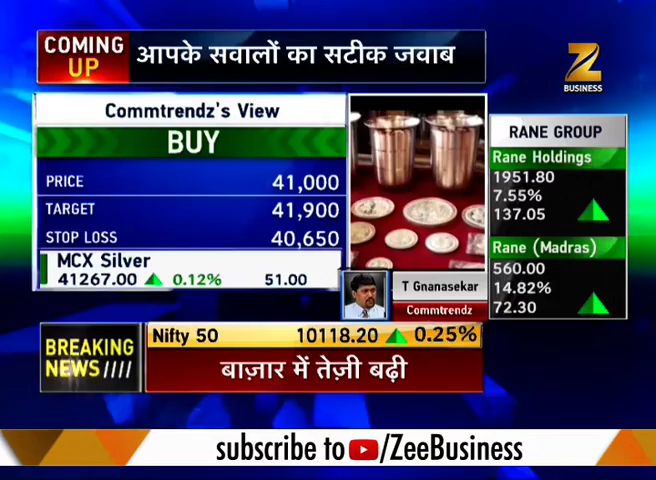 COMING
UP
आपके सवालों का सटीक जवाब
Z
BUSINESS
Commtrendz's View
BUY
PRICE 41,000
TARGET 41,900
STOP LOSS 40,650
MCX Silver
41267.00 0.12% 51.00
T Gnanasekar
Commtrendz
RANE GROUP
Rane Holdings
1951.80
7.55%
137.05
Rane (Madras)
560.00
14.82%
72.30
BREAKING
NEWS ////
Nifty 50 10118.20 0.25%
बाज़ार में तेज़ी बढ़ी
subscribe to /ZeeBusiness